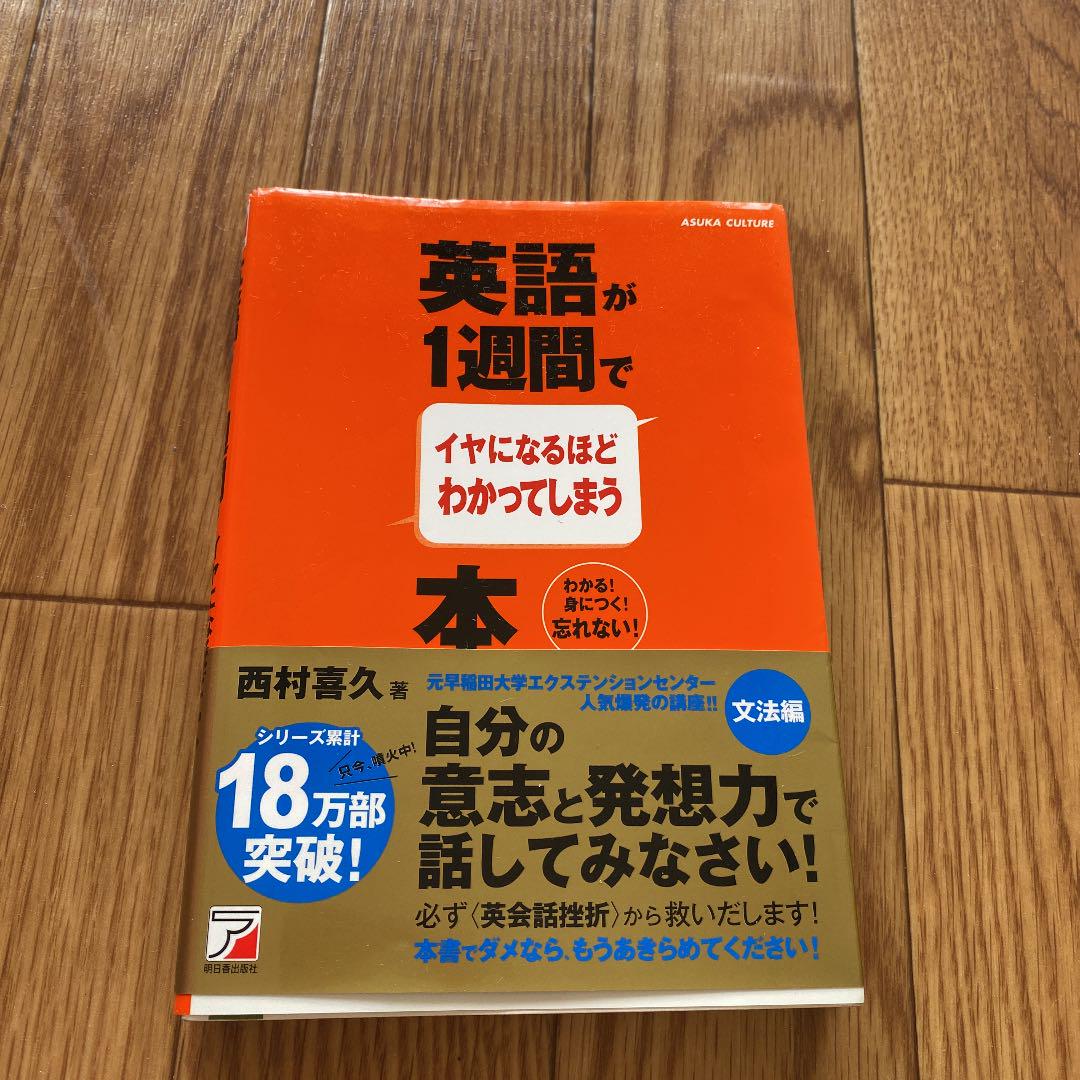 ASUKA CULTURE
英語が
1週間で
イヤになるほど
わかってしまう
本
わかる!
身につく!
忘れない!
西村喜久 著
元早稲田大学エクステンションセンター
人気爆発の講座!!
文法編
シリーズ累計
只今、噴火中!
18万部
突破!
自分の
意志と発想力で
話してみなさい!
必ず〈英会話挫折〉から救いだします!
本書でダメなら、もうあきらめてください!
ア
明日香出版社